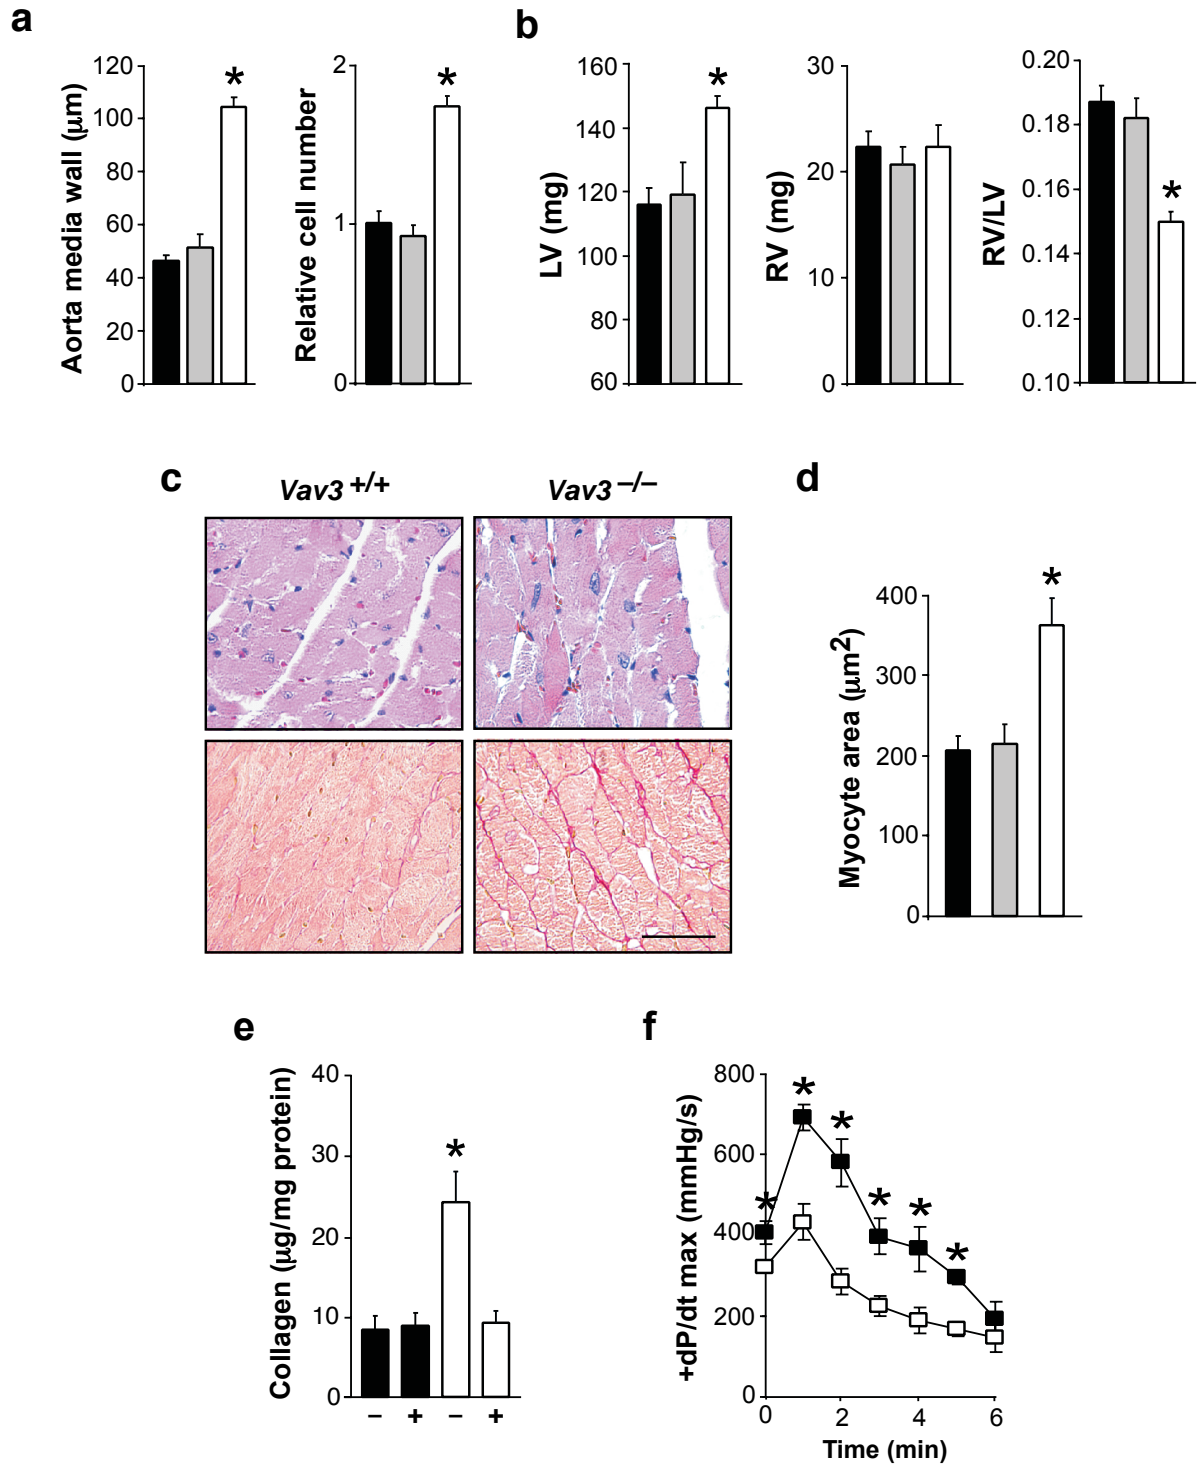 a
b
120
100
80
60
40
20
0
Aorta media wall (μm)
*
2
1
0
Relative cell number
*
160
140
120
100
80
60
LV (mg)
*
30
20
10
0
RV (mg)
0.20
0.18
0.16
0.14
0.12
0.10
RV/LV
*
c
Vav3 +/+
Vav3 –/–
d
400
300
200
100
0
Myocyte area (μm2)
*
e
40
30
20
10
0
Collagen (μg/mg protein)
*
– + – +
f
800
600
400
200
0
+dP/dt max (mmHg/s)
* * * * * *
0 2 4 6
Time (min)